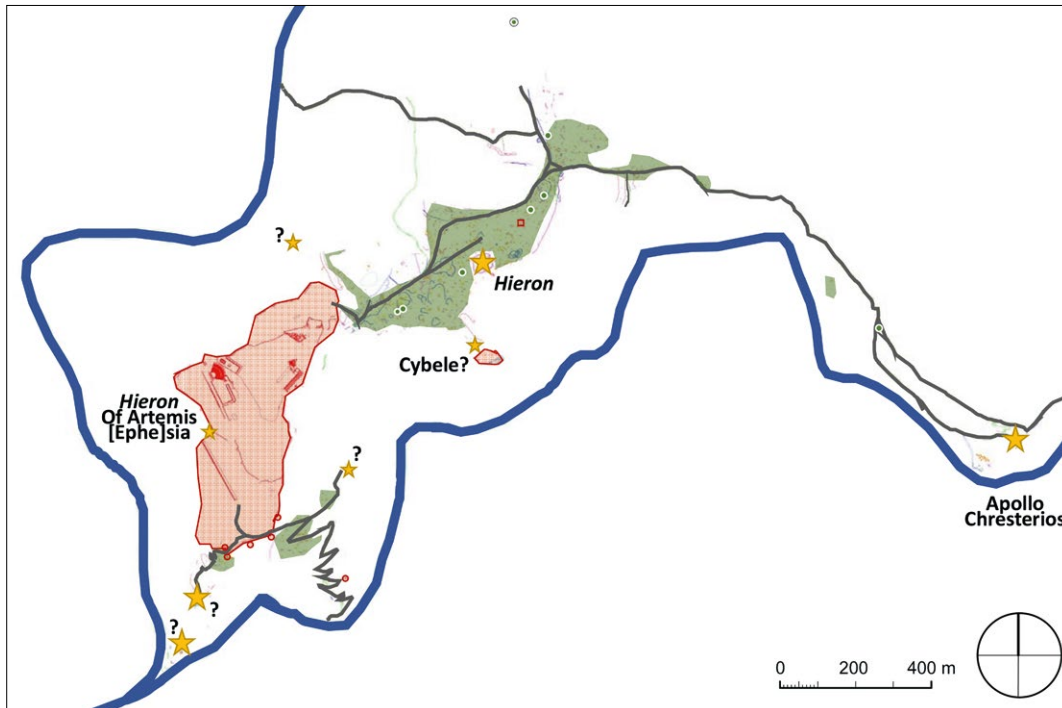 ?
Hieron
Cybele?
Hieron
Of Artemis
[Ephe]sia
?
?
?
Apollo
Chresterios
0 200 400 m